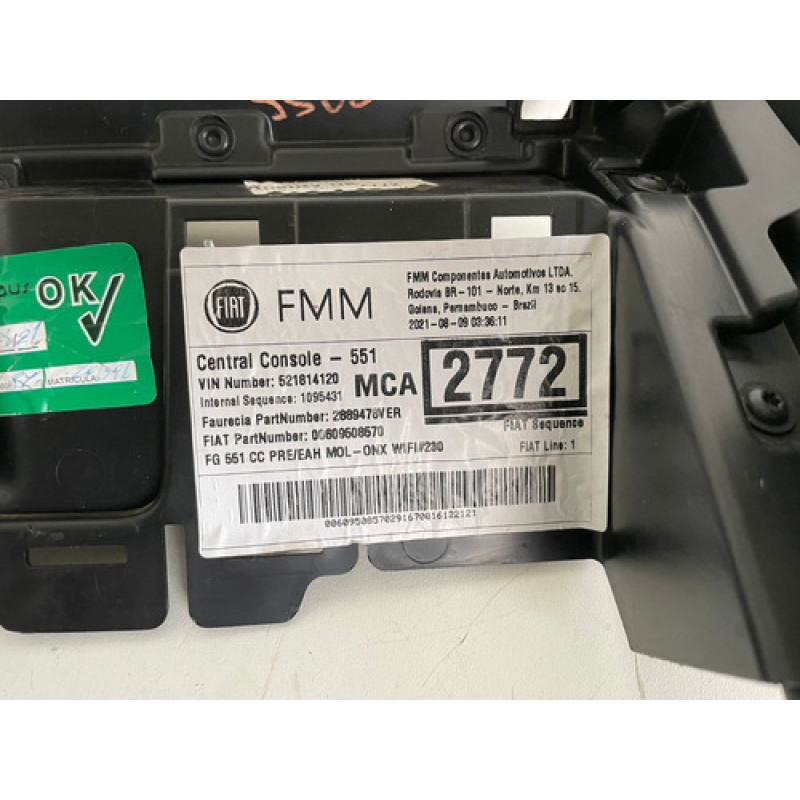 OK
MATRÍCULA:
FIAT FMM
FMM Componentes Automotivos LTDA.
Rodovia BR-101 - Norte, Km 13 ao 15.
Goiana, Pernambuco - Brazil
2021-08-09 03:36:11
Central Console - 551
VIN Number: 521814120
Internal Sequence: 1095431
MCA 2772
Faurecia PartNumber: 2889478VER
FIAT Sequence
FIAT PartNumber: 00609508570
FG 551 CC PRE/EAH MOL-ONX WIFI#230
FIAT Line: 1
00609508570291670816122121